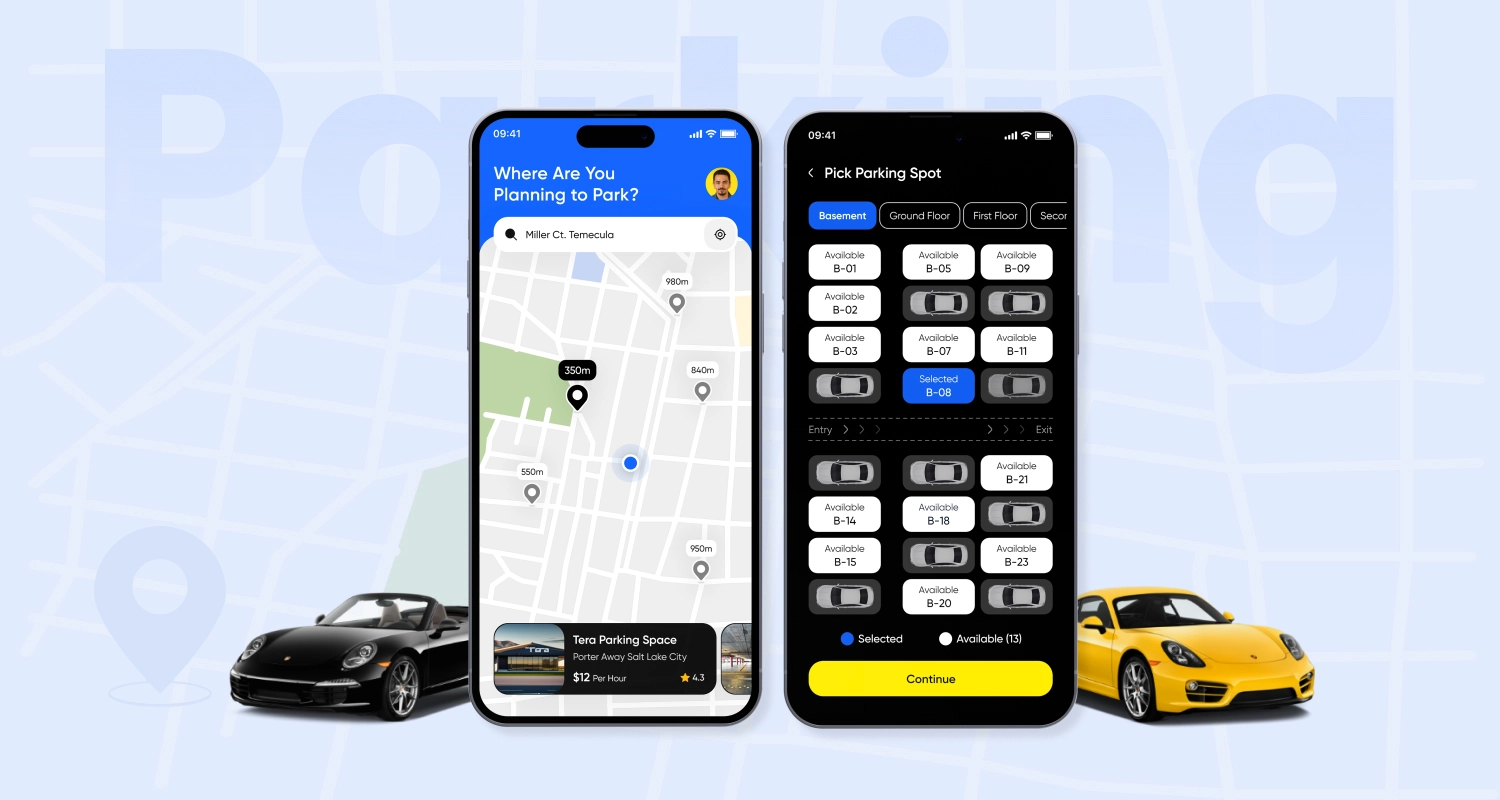 Parking
09:41
Where Are You
Planning to Park?
Miller Ct. Temecula
980m
350m
840m
550m
950m
Tera
Tera Parking Space
Porter Away Salt Lake City
$12 Per Hour
4.3
09:41
Pick Parking Spot
Basement
Ground Floor
First Floor
Secor
Available
B-01
Available
B-05
Available
B-09
Available
B-02
Available
B-03
Available
B-07
Available
B-11
Selected
B-08
Entry
Exit
Available
B-21
Available
B-14
Available
B-18
Available
B-15
Available
B-23
Available
B-20
Selected
Available (13)
Continue